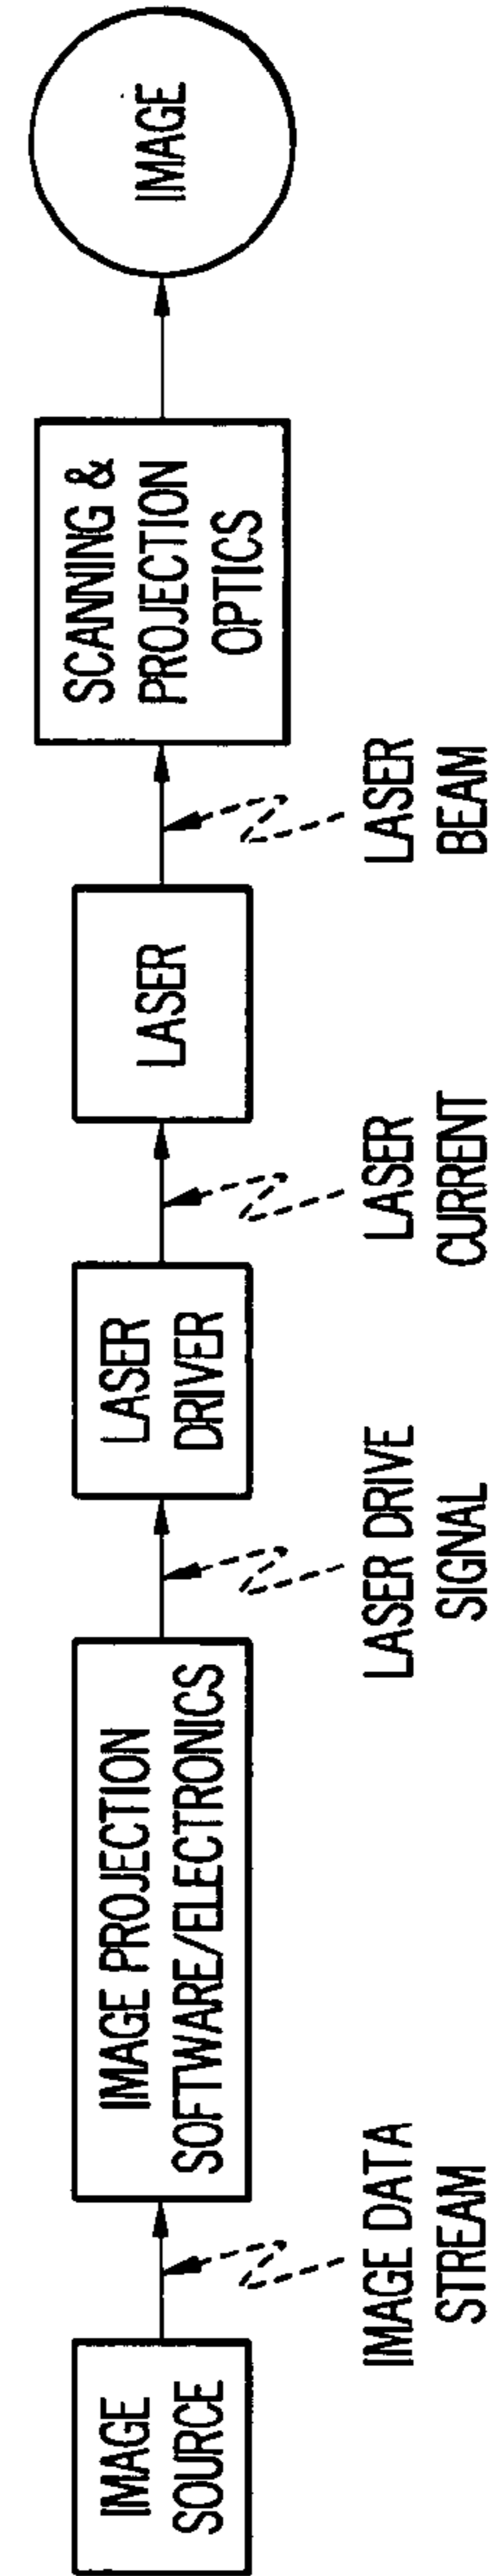 IMAGE
SOURCE
IMAGE DATA
STREAM
IMAGE PROJECTION
SOFTWARE/ELECTRONICS
LASER DRIVE
SIGNAL
LASER
DRIVER
LASER
CURRENT
LASER
LASER
BEAM
SCANNING &
PROJECTION
OPTICS
IMAGE